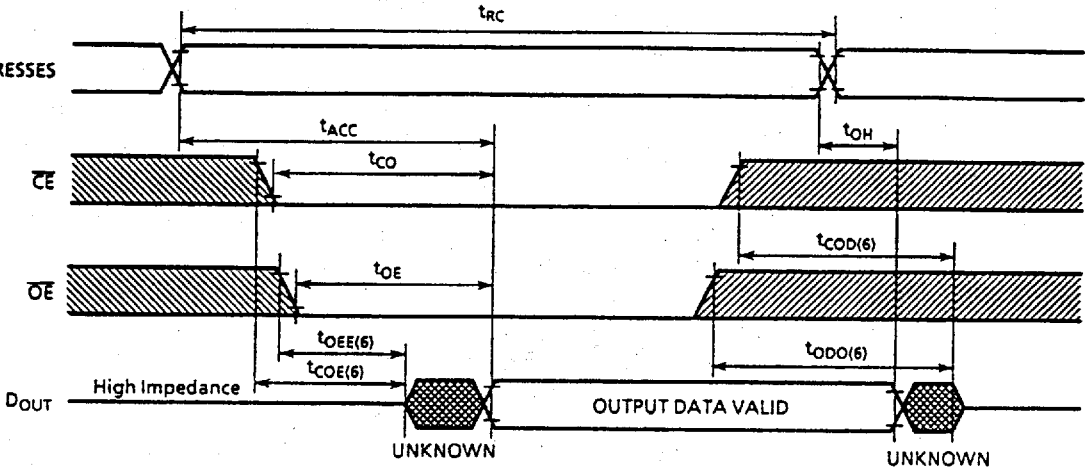 tRC
RESSES
tACC
tOH
tCO
CE
tCOD(6)
tOE
OE
tOEE(6)
tODO(6)
tCOE(6)
High Impedance
DOUT
OUTPUT DATA VALID
UNKNOWN
UNKNOWN